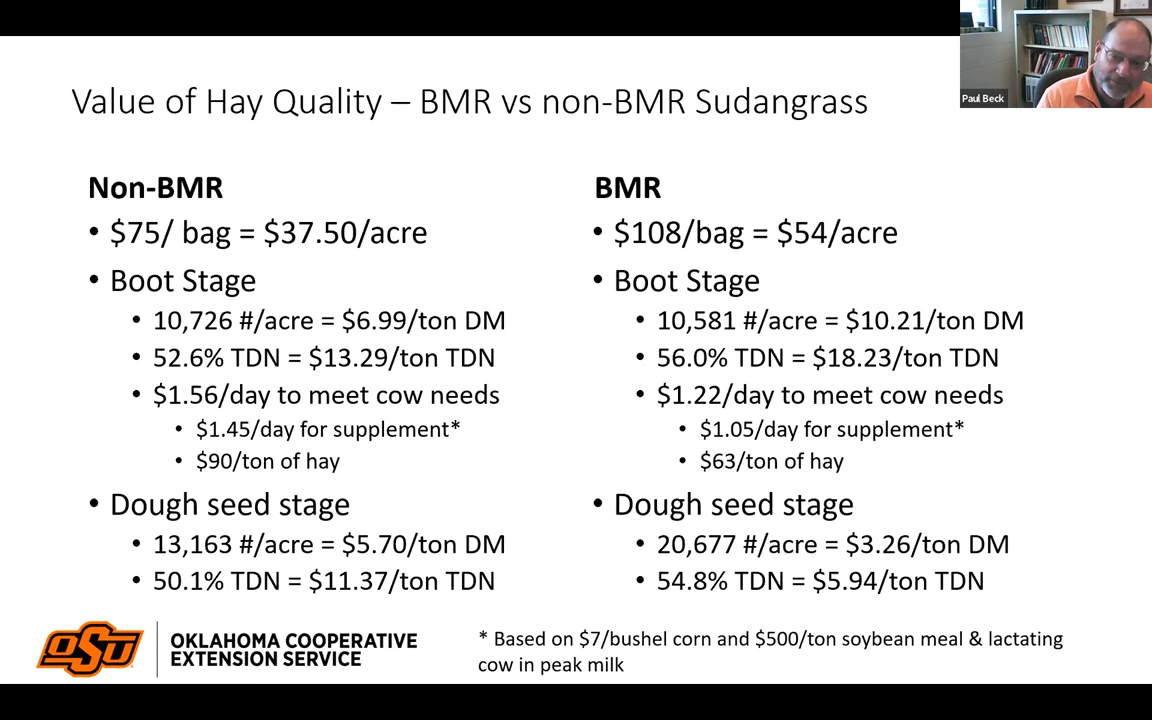 Paul Beck
Value of Hay Quality – BMR vs non-BMR Sudangrass
Non-BMR
• $75/ bag = $37.50/acre
• Boot Stage
• 10,726 #/acre = $6.99/ton DM
• 52.6% TDN = $13.29/ton TDN
• $1.56/day to meet cow needs
• $1.45/day for supplement*
• $90/ton of hay
• Dough seed stage
• 13,163 #/acre = $5.70/ton DM
• 50.1% TDN = $11.37/ton TDN
BMR
• $108/bag = $54/acre
• Boot Stage
• 10,581 #/acre = $10.21/ton DM
• 56.0% TDN = $18.23/ton TDN
• $1.22/day to meet cow needs
• $1.05/day for supplement*
• $63/ton of hay
• Dough seed stage
• 20,677 #/acre = $3.26/ton DM
• 54.8% TDN = $5.94/ton TDN
OSU
OKLAHOMA COOPERATIVE
EXTENSION SERVICE
* Based on $7/bushel corn and $500/ton soybean meal & lactating
cow in peak milk